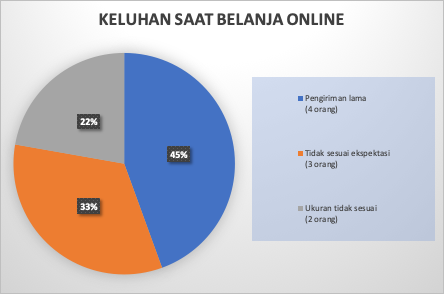 KELUHAN SAAT BELANJA ONLINE
22%
45%
33%
Pengiriman lama
(4 orang)
Tidak sesuai ekspektasi
(3 orang)
Ukuran tidak sesuai
(2 orang)